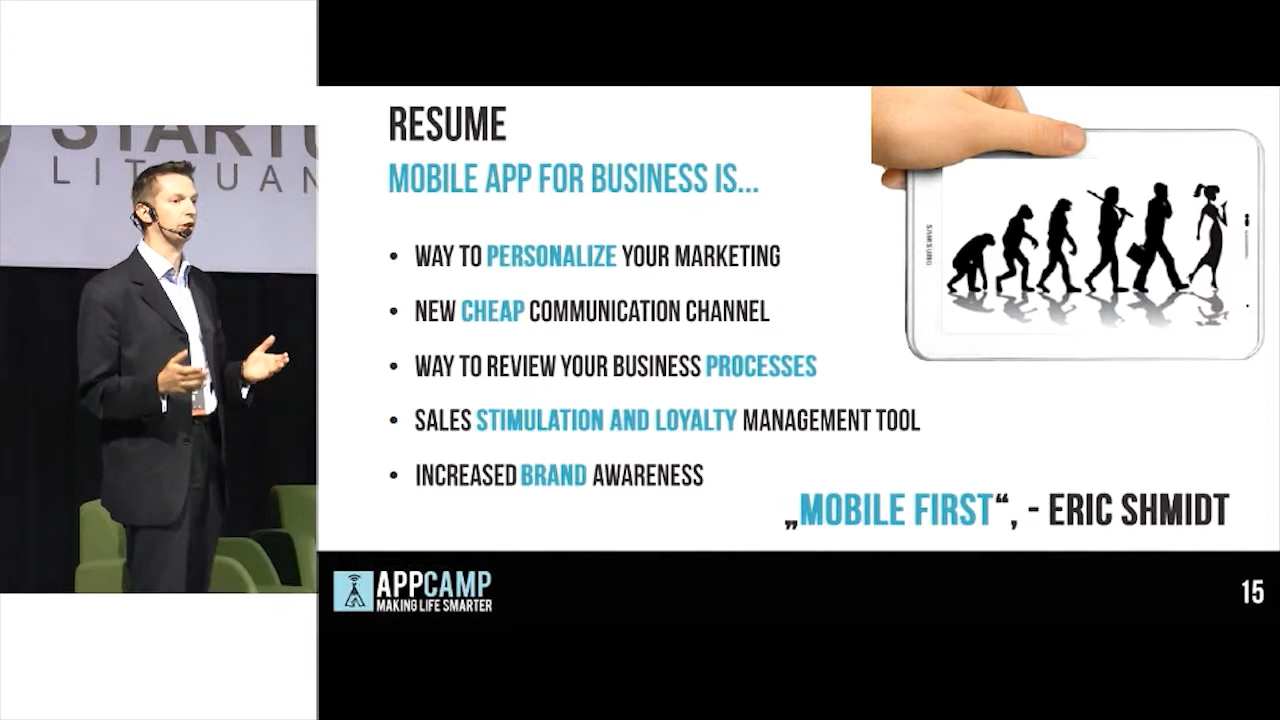 RESUME
MOBILE APP FOR BUSINESS IS...
• WAY TO PERSONALIZE YOUR MARKETING
• NEW CHEAP COMMUNICATION CHANNEL
• WAY TO REVIEW YOUR BUSINESS PROCESSES
• SALES STIMULATION AND LOYALTY MANAGEMENT TOOL
• INCREASED BRAND AWARENESS
„MOBILE FIRST“, - ERIC SHMIDT
APPCAMP
MAKING LIFE SMARTER
15
SAMSUNG